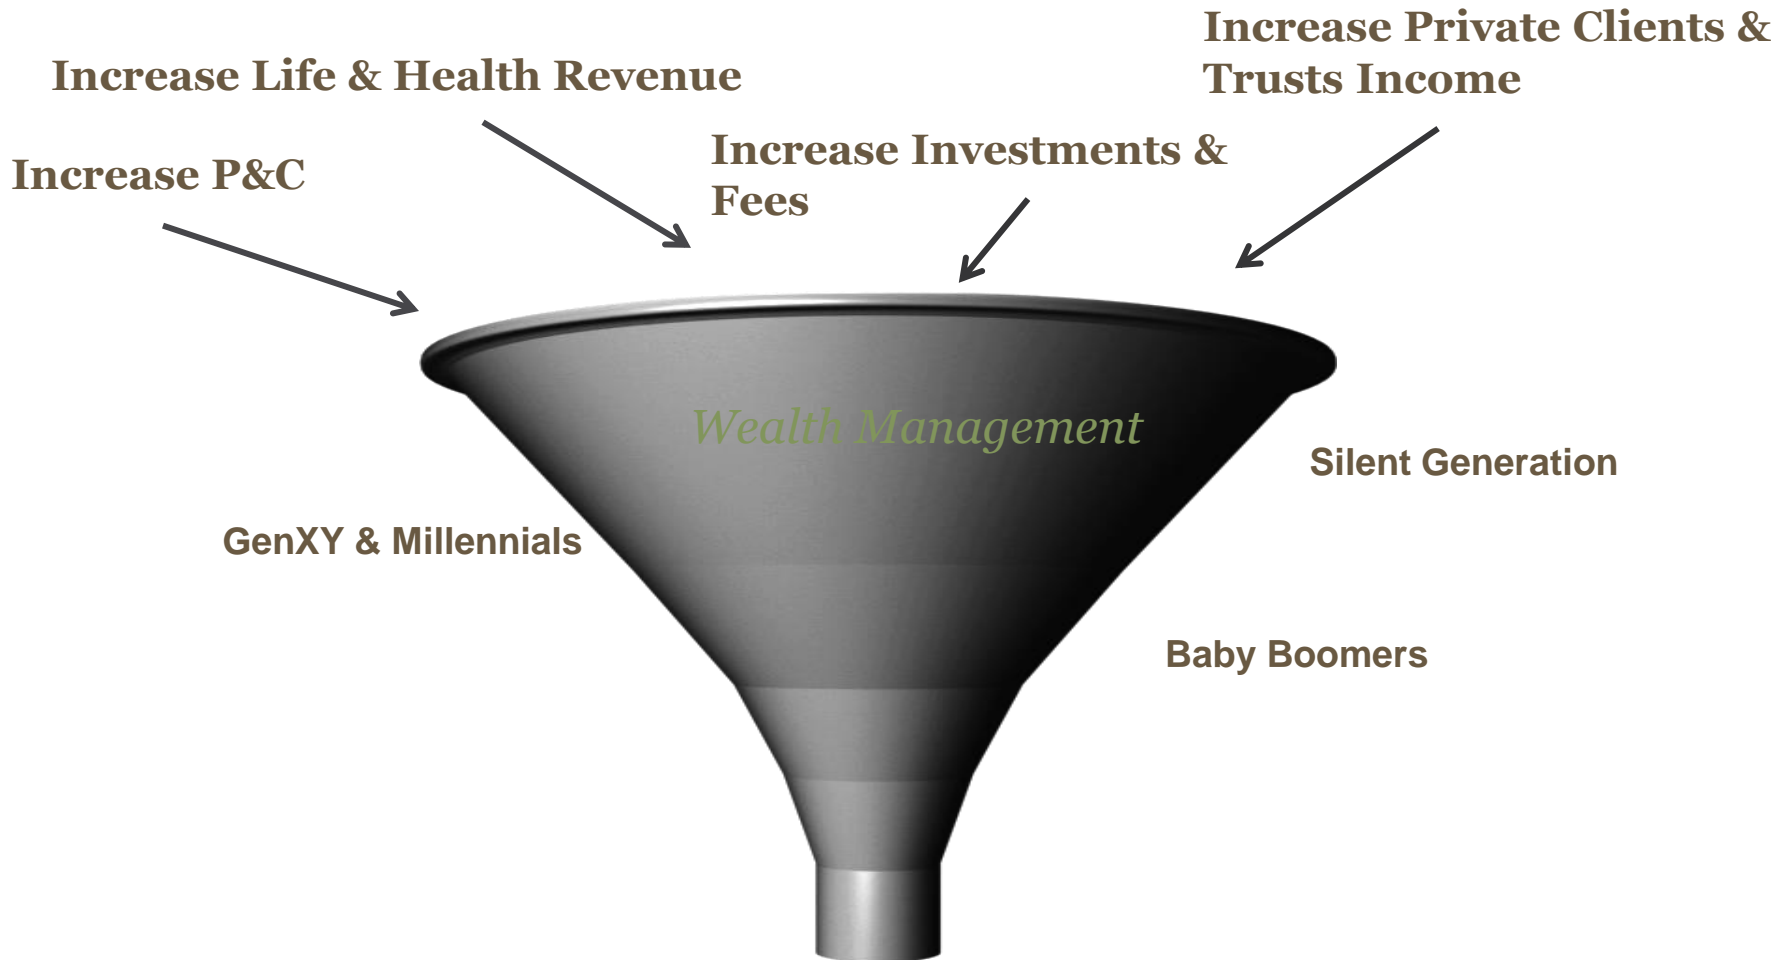 Increase Private Clients &
Trusts Income
Increase Life & Health Revenue
Increase Investments &
Fees
Increase P&C
Wealth Management
Silent Generation
GenXY & Millennials
Baby Boomers